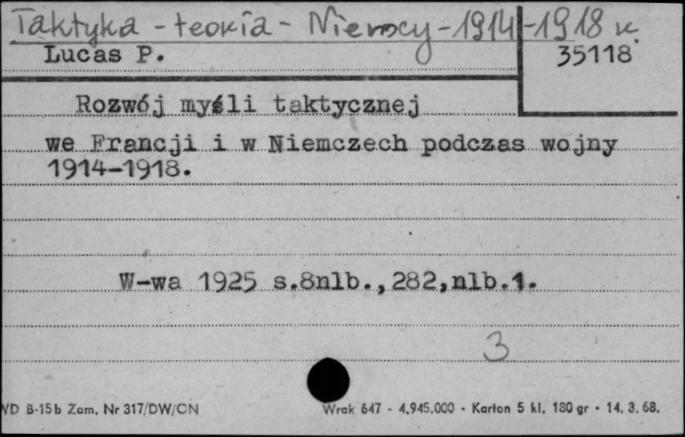 Taktyka - teoria - Niemcy - 1914-1918 r.
Lucas P.
35118
Rozwój myśli taktycznej
we Francji i w Niemczech podczas wojny
1914-1918.
W-wa 1925 s.8nlb.,282,nlb.1.
3
WD B-15b Zam. Nr 317/DW/CN
Wrak 647 - 4.945.000 - Karton 5 kl. 180 gr - 14. 3. 68.